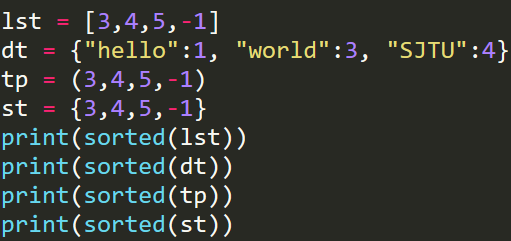 lst = [3,4,5,-1]
dt = {"hello":1, "world":3, "SJTU":4}
tp = (3,4,5,-1)
st = {3,4,5,-1}
print(sorted(lst))
print(sorted(dt))
print(sorted(tp))
print(sorted(st))